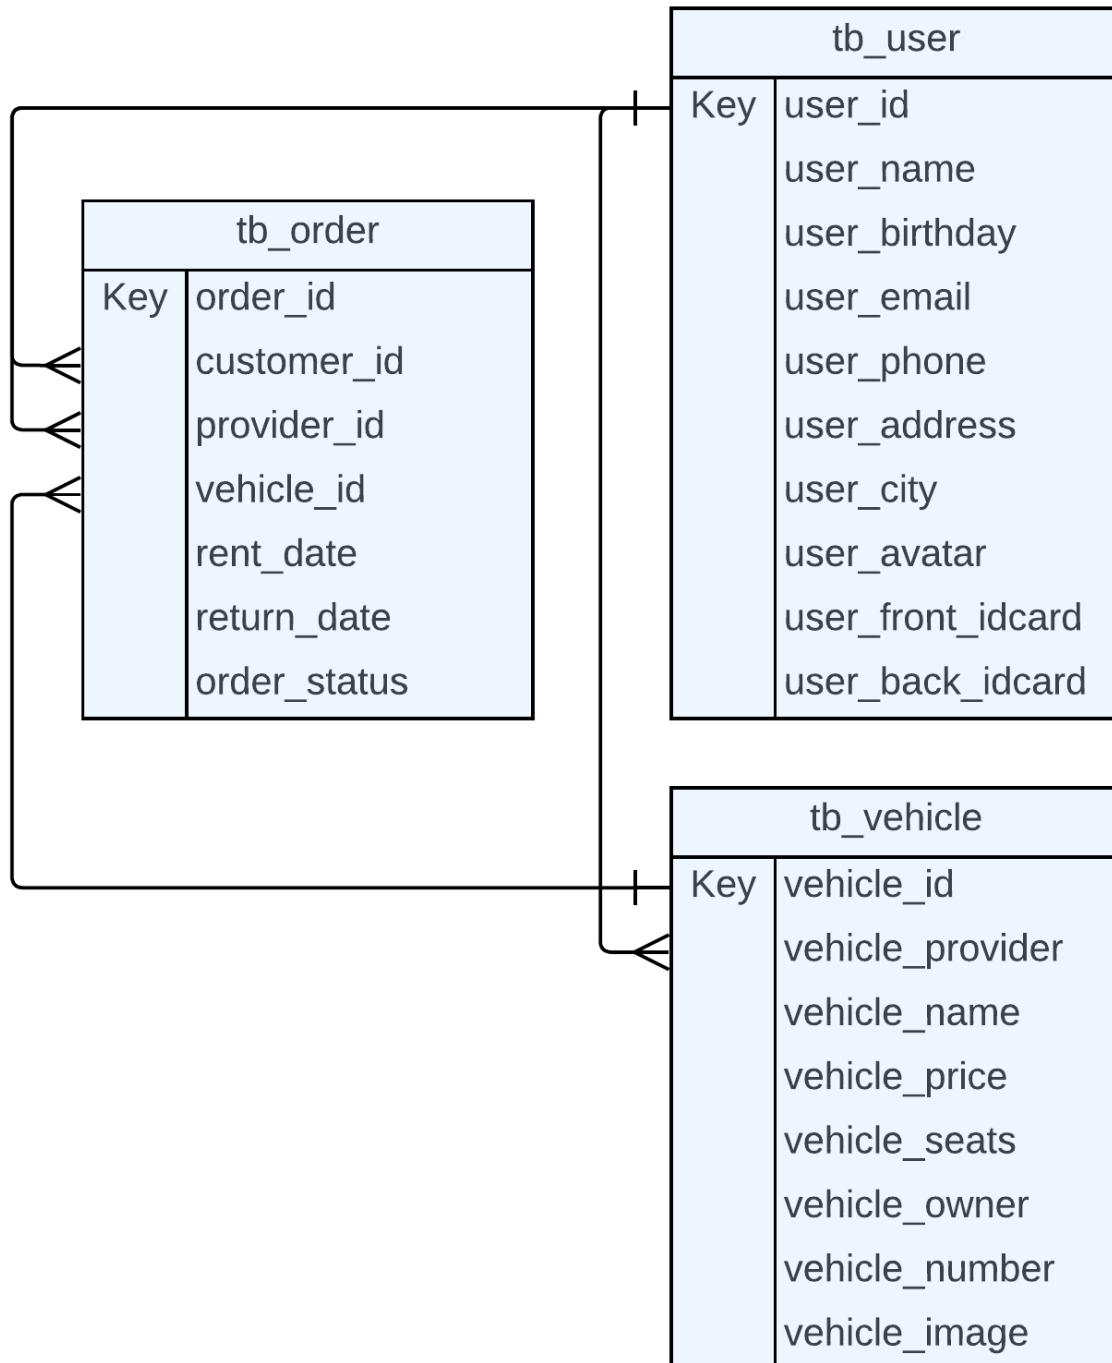 tb_user
Key user_id
user_name
user_birthday
user_email
user_phone
user_address
user_city
user_avatar
user_front_idcard
user_back_idcard
tb_order
Key order_id
customer_id
provider_id
vehicle_id
rent_date
return_date
order_status
tb_vehicle
Key vehicle_id
vehicle_provider
vehicle_name
vehicle_price
vehicle_seats
vehicle_owner
vehicle_number
vehicle_image